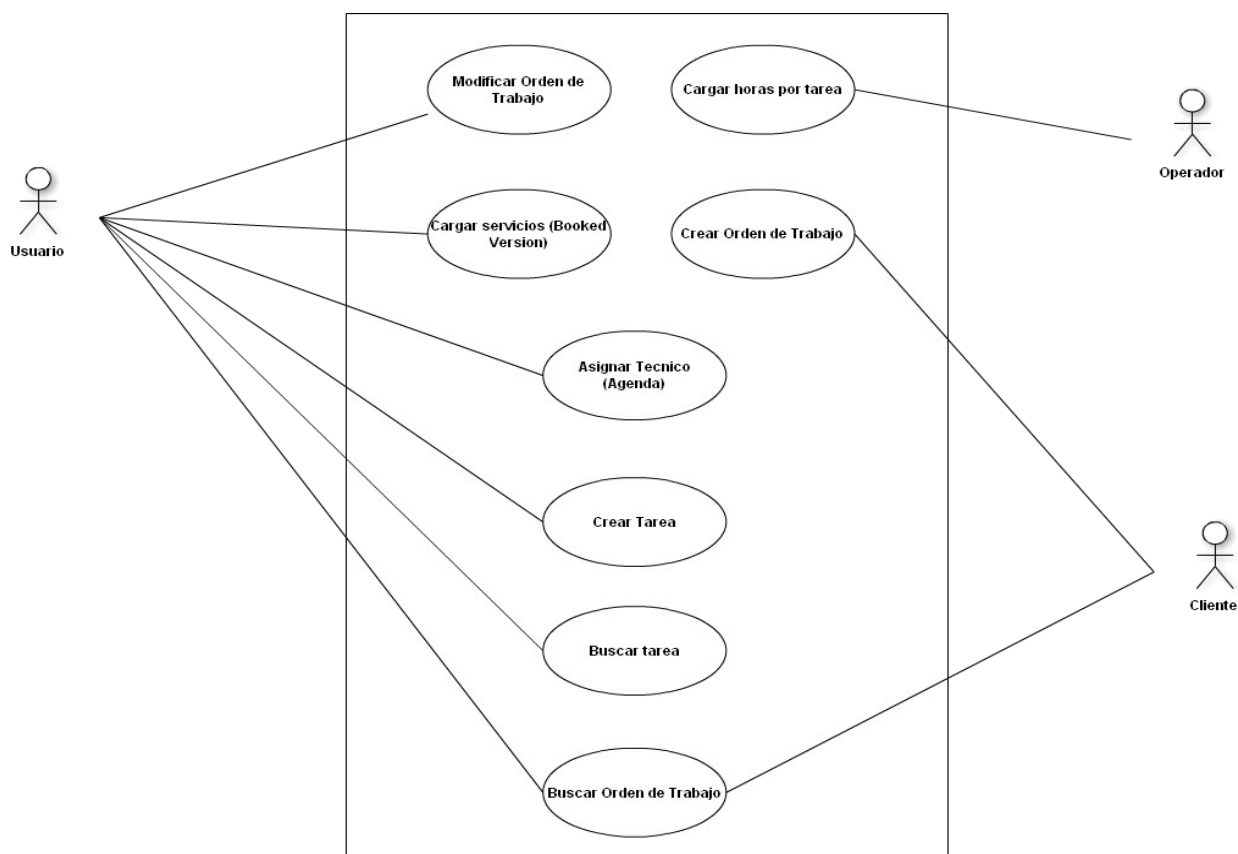 Modificar Orden de
Trabajo
Cargar horas por tarea
Operador
Usuario
Cargar servicios (Booked
Version)
Crear Orden de Trabajo
Asignar Tecnico
(Agenda)
Crear Tarea
Cliente
Buscar tarea
Buscar Orden de Trabajo